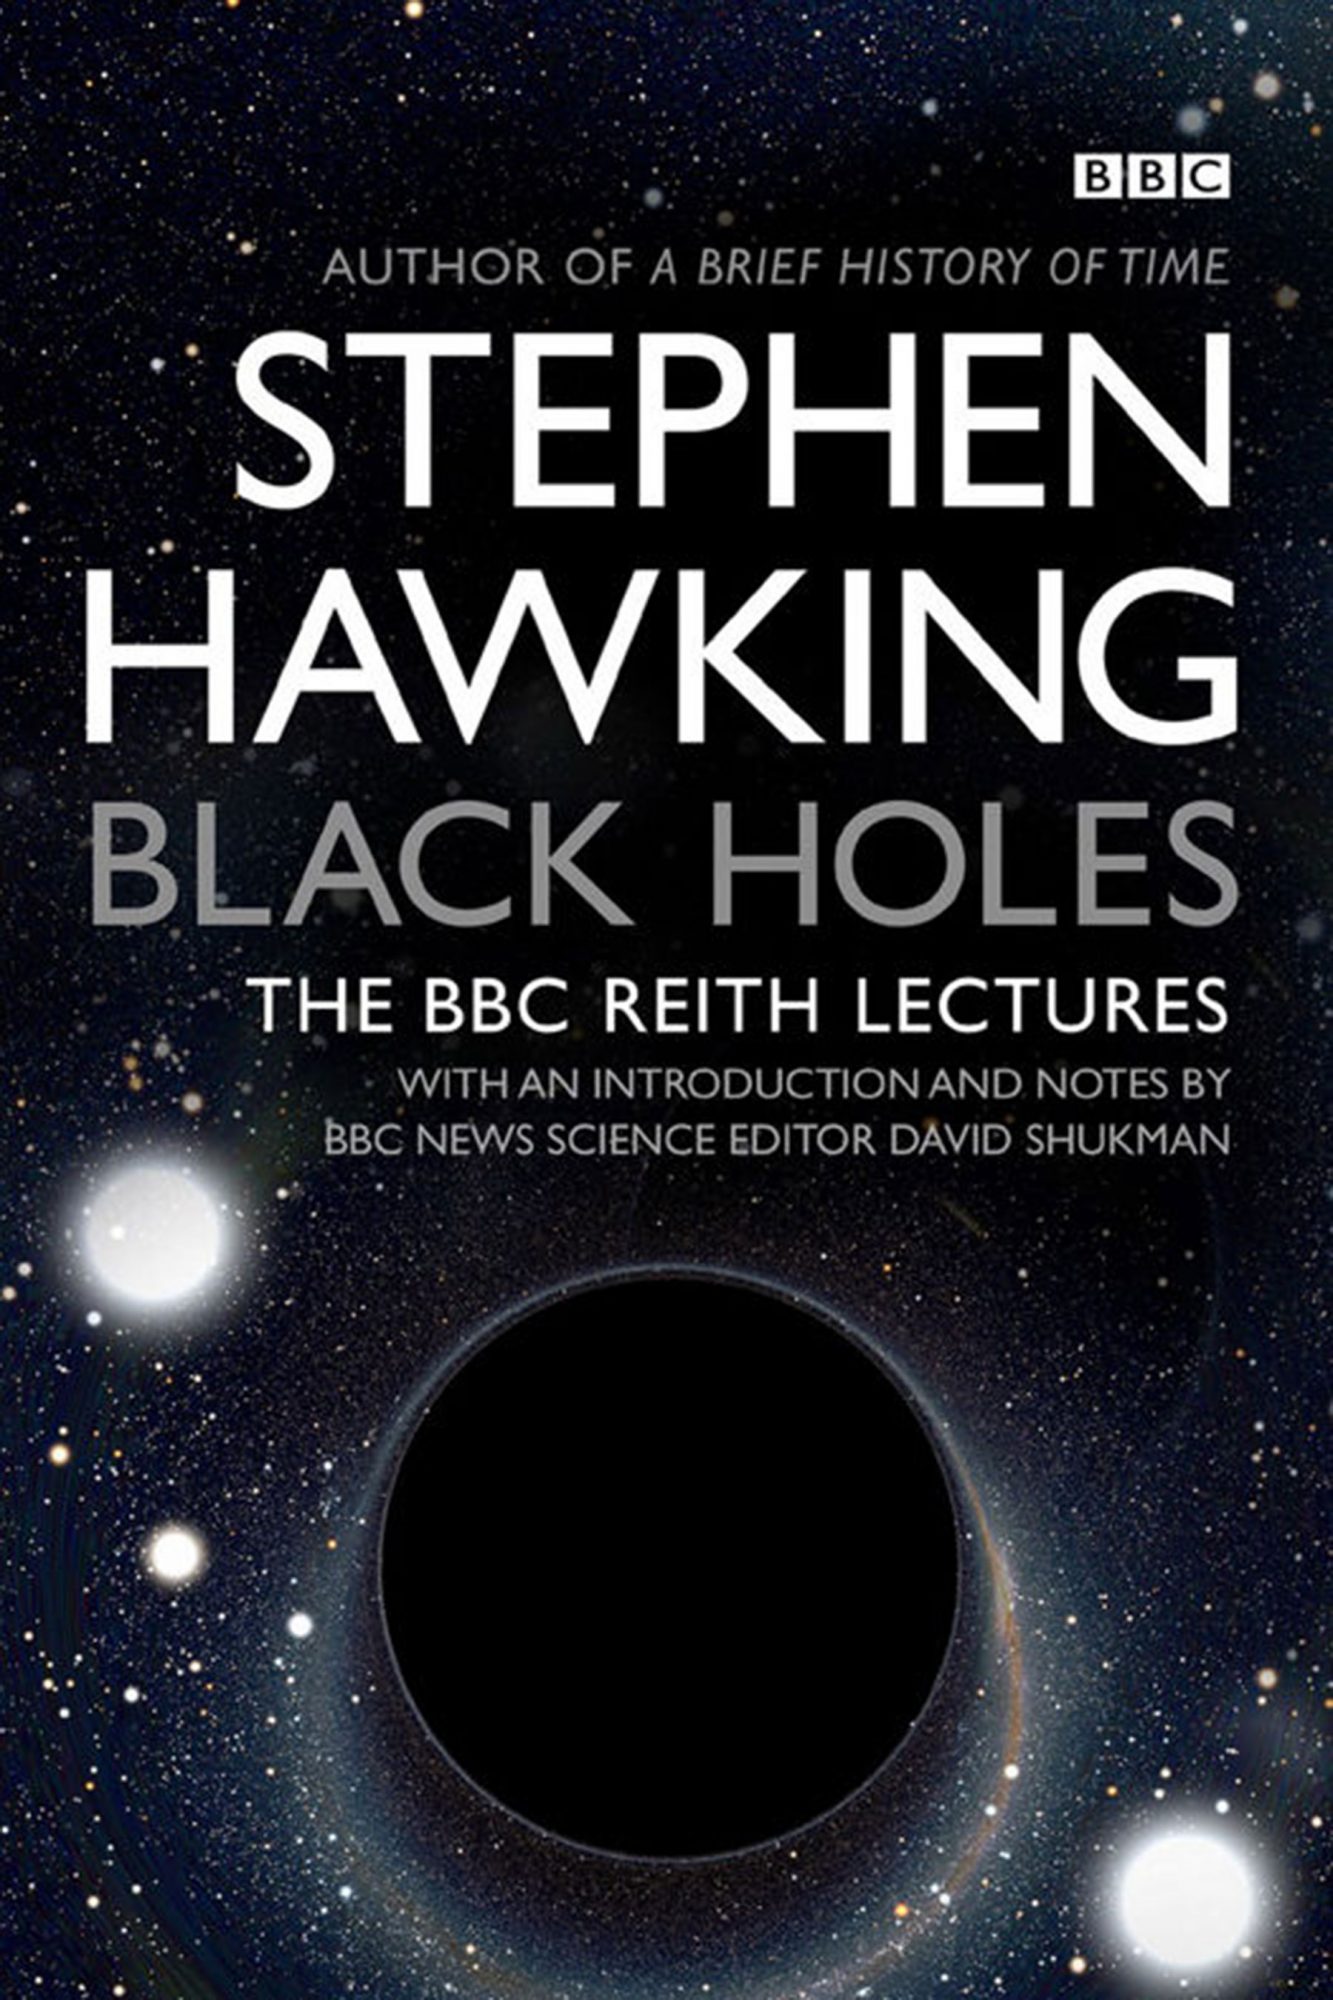 BBC
AUTHOR OF A BRIEF HISTORY OF TIME
STEPHEN
HAWKING
BLACK HOLES
THE BBC REITH LECTURES
WITH AN INTRODUCTION AND NOTES BY
BBC NEWS SCIENCE EDITOR DAVID SHUKMAN